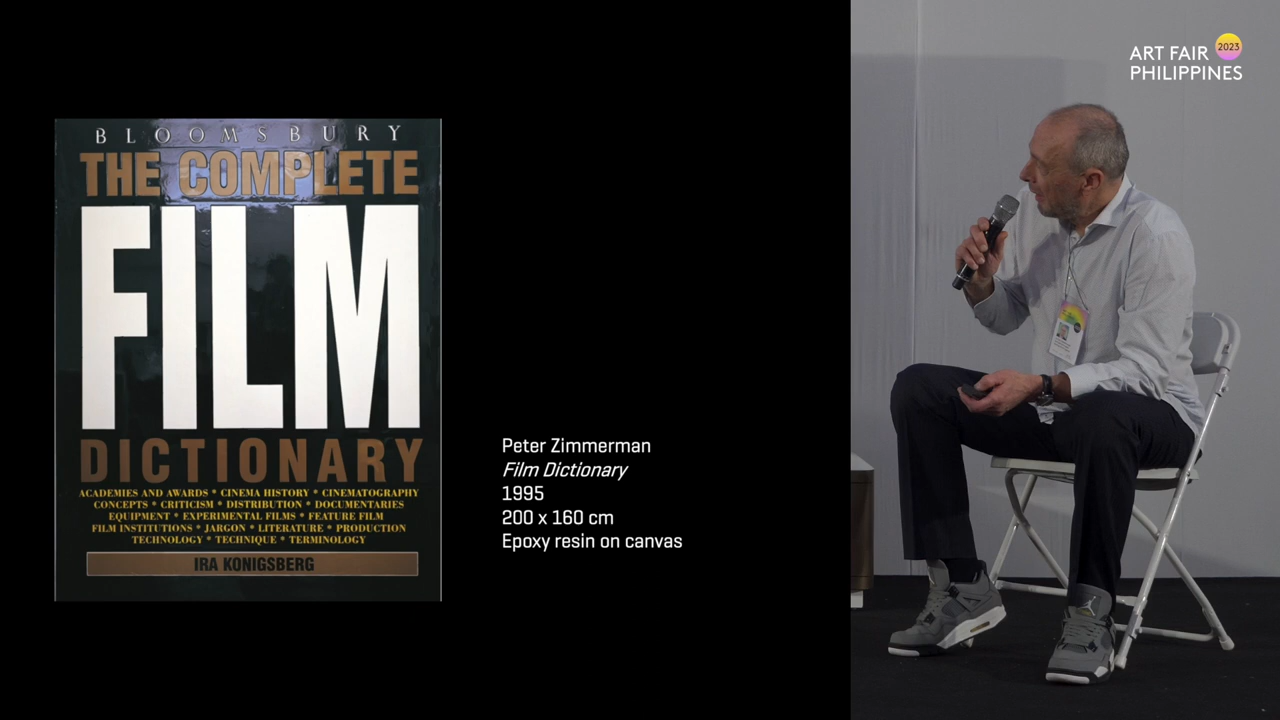 BLOOMSBURY
THE COMPLETE
FILM
DICTIONARY
ACADEMIES AND AWARDS * CINEMA HISTORY * CINEMATOGRAPHY
CONCEPTS * CRITICISM * DISTRIBUTION * DOCUMENTARIES
EQUIPMENT * EXPERIMENTAL FILMS * FEATURE FILM
FILM INSTITUTIONS * JARGON * LITERATURE * PRODUCTION
TECHNOLOGY * TECHNIQUE * TERMINOLOGY
IRA KONIGSBERG
Peter Zimmerman
Film Dictionary
1995
200 x 160 cm
Epoxy resin on canvas
ART FAIR 2023
PHILIPPINES